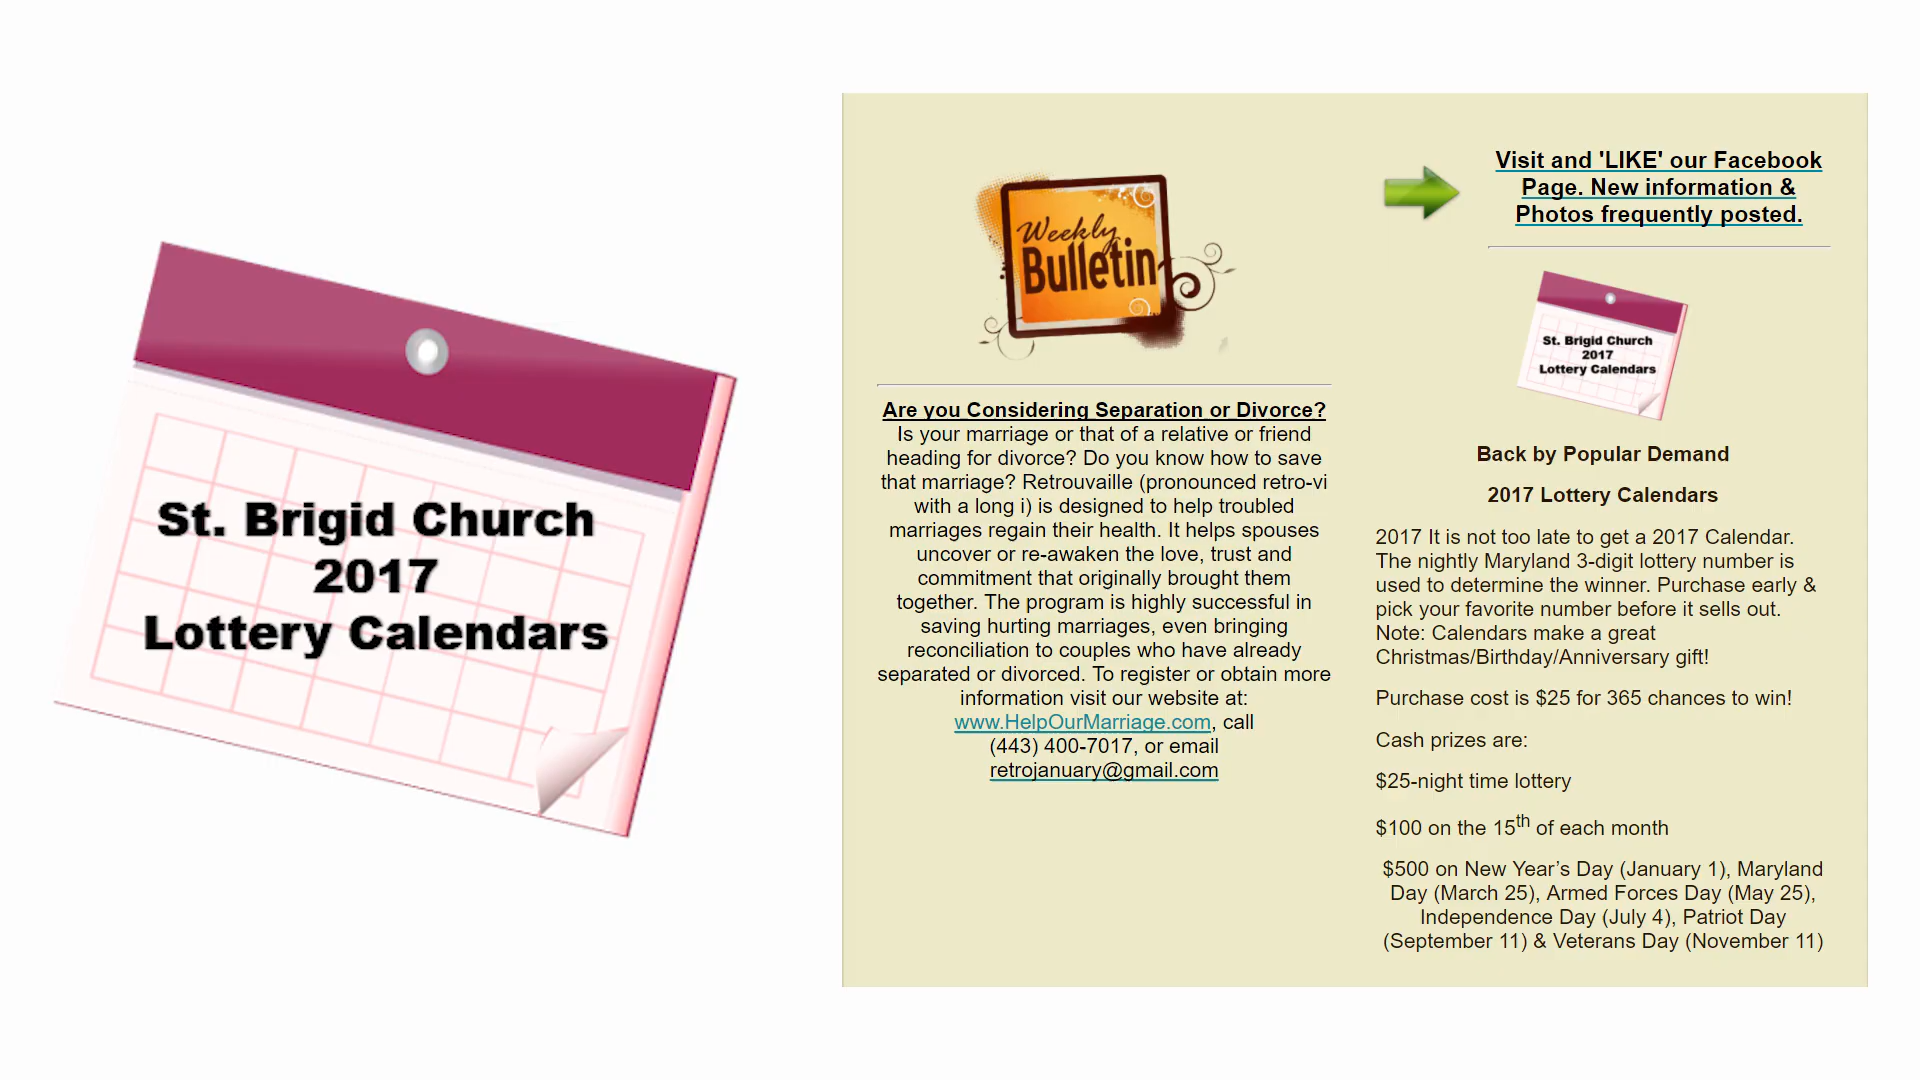 St. Brigid Church
2017
Lottery Calendars
Weekly
Bulletin
Are you Considering Separation or Divorce?
Is your marriage or that of a relative or friend
heading for divorce? Do you know how to save
that marriage? Retrouvaille (pronounced retro-vi
with a long i) is designed to help troubled
marriages regain their health. It helps spouses
uncover or re-awaken the love, trust and
commitment that originally brought them
together. The program is highly successful in
saving hurting marriages, even bringing
reconciliation to couples who have already
separated or divorced. To register or obtain more
information visit our website at:
www.HelpOurMarriage.com, call
(443) 400-7017, or email
retrojanuary@gmail.com
Visit and 'LIKE' our Facebook
Page. New information &
Photos frequently posted.
St. Brigid Church
2017
Lottery Calendars
Back by Popular Demand
2017 Lottery Calendars
2017 It is not too late to get a 2017 Calendar.
The nightly Maryland 3-digit lottery number is
used to determine the winner. Purchase early &
pick your favorite number before it sells out.
Note: Calendars make a great
Christmas/Birthday/Anniversary gift!
Purchase cost is $25 for 365 chances to win!
Cash prizes are:
$25-night time lottery
$100 on the 15th of each month
$500 on New Year’s Day (January 1), Maryland
Day (March 25), Armed Forces Day (May 25),
Independence Day (July 4), Patriot Day
(September 11) & Veterans Day (November 11)